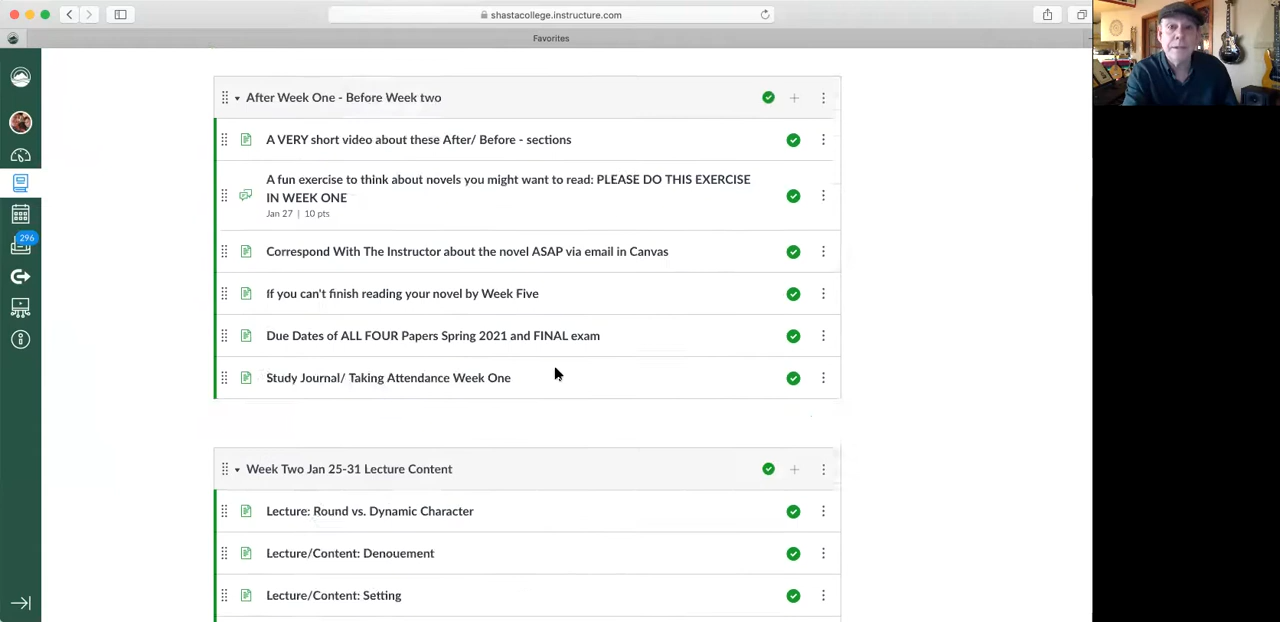 shastacollege.instructure.com
Favorites
After Week One - Before Week two
A VERY short video about these After/ Before - sections
A fun exercise to think about novels you might want to read: PLEASE DO THIS EXERCISE
IN WEEK ONE
Jan 27 | 10 pts
296
Correspond With The Instructor about the novel ASAP via email in Canvas
If you can't finish reading your novel by Week Five
Due Dates of ALL FOUR Papers Spring 2021 and FINAL exam
Study Journal/ Taking Attendance Week One
Week Two Jan 25-31 Lecture Content
Lecture: Round vs. Dynamic Character
Lecture/Content: Denouement
Lecture/Content: Setting